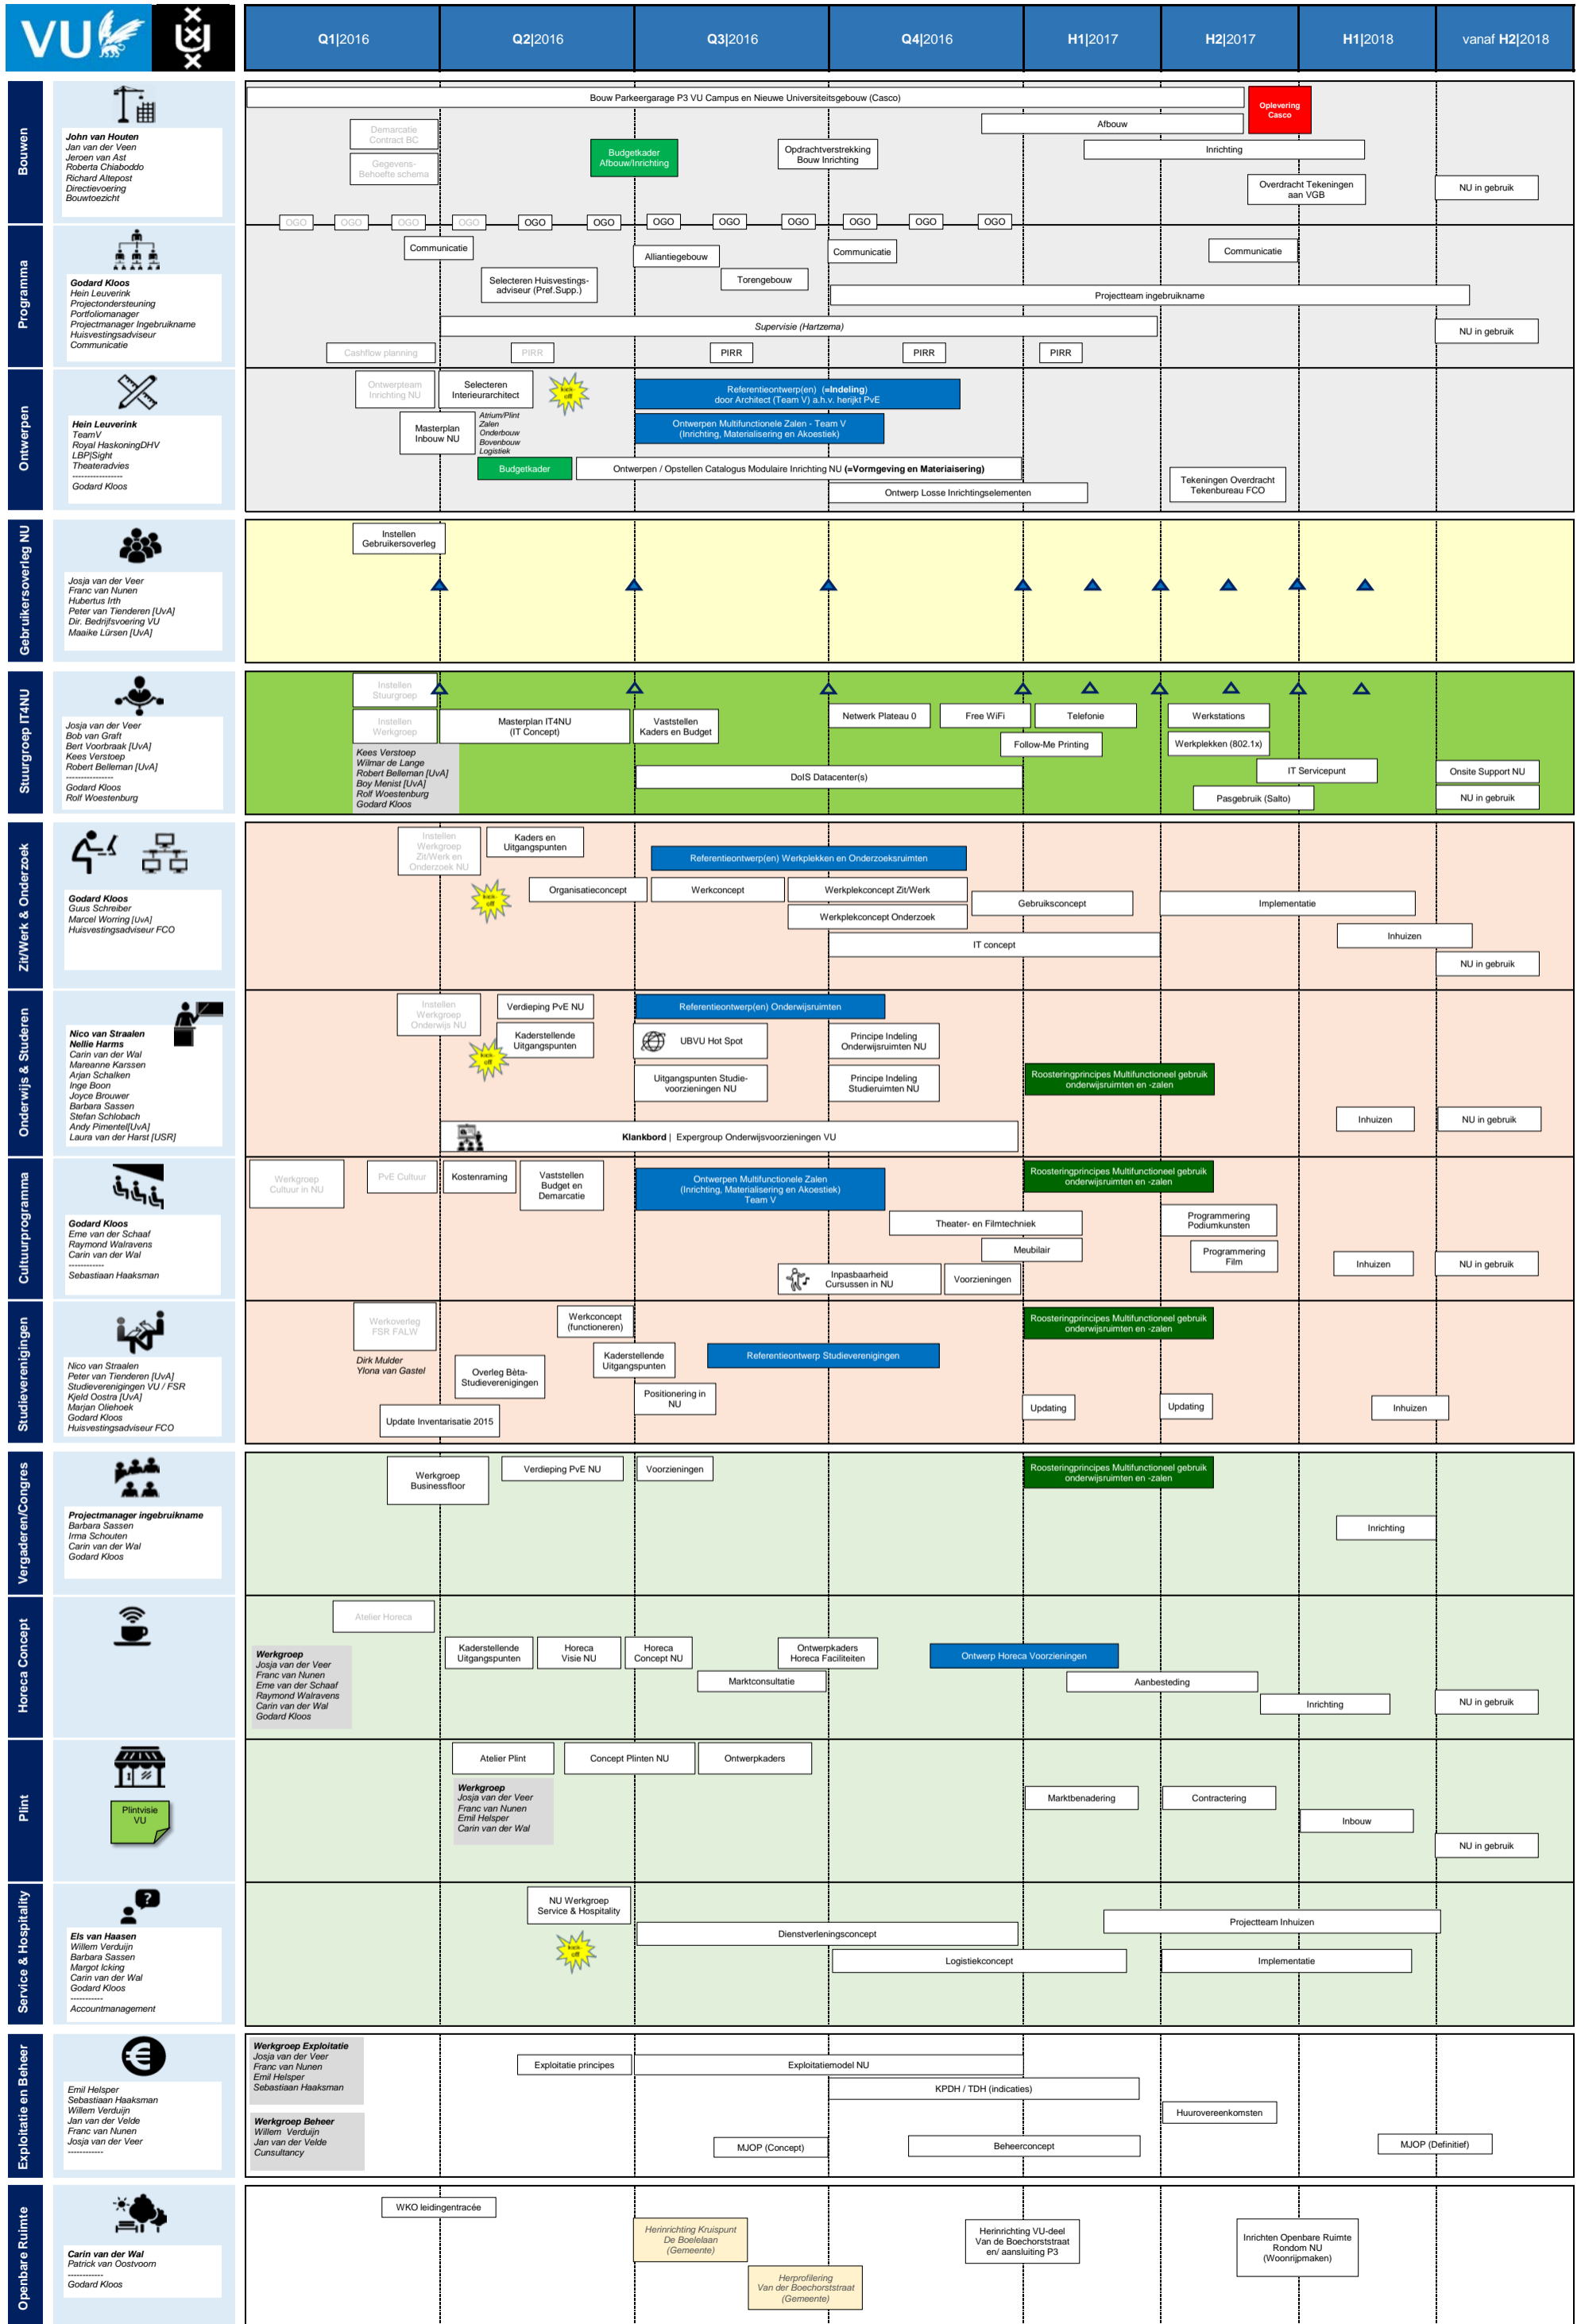 VU
Q1|2016
Q2|2016
Q3|2016
Q4|2016
H1|2017
H2|2017
H1|2018
vanaf H2|2018
Bouwen
John van Houten
Jan van der Veen
Jeroen van Ast
Roberta Chiaboddo
Richard Altepost
Directievoering
Bouwtoezicht
Bouw Parkeergarage P3 VU Campus en Nieuwe Universiteitsgebouw (Casco)
Oplevering
Casco
Afbouw
Demarcatie
Contract BC
Gegevens-
Behoefte schema
Budgetkader
Afbouw/Inrichting
Opdrachtverstrekking
Bouw Inrichting
Inrichting
Overdracht Tekeningen
aan VGB
NU in gebruik
OGO
OGO
OGO
OGO
OGO
OGO
OGO
OGO
OGO
OGO
OGO
OGO
Programma
Godard Kloos
Hein Leuverink
Projectondersteuning
Portfoliomanager
Projectmanager Ingebruikname
Huisvestingsadviseur
Communicatie
Communicatie
Alliantiegebouw
Communicatie
Communicatie
Selecteren Huisvestings-
adviseur (Pref.Supp.)
Torengebouw
Projectteam ingebruikname
Supervisie (Hartzema)
NU in gebruik
Cashflow planning
PIRR
PIRR
PIRR
PIRR
Ontwerpen
Hein Leuverink
TeamV
Royal HaskoningDHV
LBP|Sight
Theateradvies
-----------------
Godard Kloos
Ontwerpteam
Inrichting NU
Selecteren
Interieurarchitect
kick-
off
Referentieontwerp(en) (=Indeling)
door Architect (Team V) a.h.v. herijkt PvE
Masterplan
Inbouw NU
Atrium/Plint
Zalen
Onderbouw
Bovenbouw
Logistiek
Ontwerpen Multifunctionele Zalen - Team V
(Inrichting, Materialisering en Akoestiek)
Budgetkader
Ontwerpen / Opstellen Catalogus Modulaire Inrichting NU (=Vormgeving en Materiaisering)
Ontwerp Losse Inrichtingselementen
Tekeningen Overdracht
Tekenbureau FCO
Gebruikersoverleg NU
Josja van der Veer
Franc van Nunen
Hubertus Irth
Peter van Tienderen [UvA]
Dir. Bedrijfsvoering VU
Maaike Lürsen [UvA]
Instellen
Gebruikersoverleg
Stuurgroep IT4NU
Josja van der Veer
Bob van Graft
Bert Voorbraak [UvA]
Kees Verstoep
Robert Belleman [UvA]
----------------
Godard Kloos
Rolf Woestenburg
Instellen
Stuurgroep
Instellen
Werkgroep
Masterplan IT4NU
(IT Concept)
Vaststellen
Kaders en Budget
Netwerk Plateau 0
Free WiFi
Telefonie
Werkstations
Kees Verstoep
Wilmar de Lange
Robert Belleman [UvA]
Boy Menist [UvA]
Rolf Woestenburg
Godard Kloos
Follow-Me Printing
Werkplekken (802.1x)
DoIS Datacenter(s)
IT Servicepunt
Onsite Support NU
Pasgebruik (Salto)
NU in gebruik
Zit/Werk & Onderzoek
Godard Kloos
Guus Schreiber
Marcel Worring [UvA]
Huisvestingsadviseur FCO
Instellen
Werkgroep
Zit/Werk en
Onderzoek NU
Kaders en
Uitgangspunten
Referentieontwerp(en) Werkplekken en Onderzoeksruimten
kick-
off
Organisatieconcept
Werkconcept
Werkplekconcept Zit/Werk
Gebruiksconcept
Implementatie
Werkplekconcept Onderzoek
IT concept
Inhuizen
NU in gebruik
Onderwijs & Studeren
Nico van Straalen
Nellie Harms
Carin van der Wal
Mareanne Karssen
Arjan Schalken
Inge Boon
Joyce Brouwer
Barbara Sassen
Stefan Schlobach
Andy Pimentel[UvA]
Laura van der Harst [USR]
Instellen
Werkgroep
Onderwijs NU
Verdieping PvE NU
Referentieontwerp(en) Onderwijsruimten
Kaderstellende
Uitgangspunten
kick-
off
UBVU Hot Spot
Principe Indeling
Onderwijsruimten NU
Uitgangspunten Studie-
voorzieningen NU
Principe Indeling
Studieruimten NU
Roosteringprincipes Multifunctioneel gebruik
onderwijsruimten en -zalen
Klankbord | Expergroup Onderwijsvoorzieningen VU
Inhuizen
NU in gebruik
Cultuurprogramma
Godard Kloos
Eme van der Schaaf
Raymond Walravens
Carin van der Wal
------------
Sebastiaan Haaksman
Werkgroep
Cultuur in NU
PvE Cultuur
Kostenraming
Vaststellen
Budget en
Demarcatie
Ontwerpen Multifunctionele Zalen
(Inrichting, Materialisering en Akoestiek)
Team V
Roosteringprincipes Multifunctioneel gebruik
onderwijsruimten en -zalen
Theater- en Filmtechniek
Programmering
Podiumkunsten
Meubilair
Programmering
Film
Inpasbaarheid
Cursussen in NU
Voorzieningen
Inhuizen
NU in gebruik
Studieverenigingen
Nico van Straalen
Peter van Tienderen [UvA]
Studieverenigingen VU / FSR
Kjeld Oostra [UvA]
Marjan Oliehoek
Godard Kloos
Huisvestingsadviseur FCO
Werkoverleg
FSR FALW
Dirk Mulder
Ylona van Gastel
Werkconcept
(functioneren)
Roosteringprincipes Multifunctioneel gebruik
onderwijsruimten en -zalen
Overleg Bèta-
Studieverenigingen
Kaderstellende
Uitgangspunten
Referentieontwerp Studieverenigingen
Positionering in
NU
Update Inventarisatie 2015
Updating
Updating
Inhuizen
Vergaderen/Congres
Projectmanager ingebruikname
Barbara Sassen
Irma Schouten
Carin van der Wal
Godard Kloos
Werkgroep
Businessfloor
Verdieping PvE NU
Voorzieningen
Roosteringprincipes Multifunctioneel gebruik
onderwijsruimten en -zalen
Inrichting
Horeca Concept
Atelier Horeca
Werkgroep
Josja van der Veer
Franc van Nunen
Eme van der Schaaf
Raymond Walravens
Carin van der Wal
Godard Kloos
Kaderstellende
Uitgangspunten
Horeca
Visie NU
Horeca
Concept NU
Ontwerpkaders
Horeca Faciliteiten
Ontwerp Horeca Voorzieningen
Marktconsultatie
Aanbesteding
Inrichting
NU in gebruik
Plint
Plintvisie
VU
Atelier Plint
Concept Plinten NU
Ontwerpkaders
Werkgroep
Josja van der Veer
Franc van Nunen
Emil Helsper
Carin van der Wal
Marktbenadering
Contractering
Inbouw
NU in gebruik
Service & Hospitality
Els van Haasen
Willem Verduijn
Barbara Sassen
Margot Icking
Carin van der Wal
Godard Kloos
-----------
Accountmanagement
NU Werkgroep
Service & Hospitality
kick-
off
Dienstverleningsconcept
Projectteam Inhuizen
Logistiekconcept
Implementatie
Exploitatie en Beheer
Emil Helsper
Sebastiaan Haaksman
Willem Verduijn
Jan van der Velde
Franc van Nunen
Josja van der Veer
------------
Werkgroep Exploitatie
Josja van der Veer
Franc van Nunen
Emil Helsper
Sebastiaan Haaksman
Exploitatie principes
Exploitatiemodel NU
KPDH / TDH (indicaties)
Werkgroep Beheer
Willem Verduijn
Jan van der Velde
Cunsultancy
Huurovereenkomsten
MJOP (Concept)
Beheerconcept
MJOP (Definitief)
Openbare Ruimte
Carin van der Wal
Patrick van Oostvoorn
------------
Godard Kloos
WKO leidingentracée
Herinrichting Kruispunt
De Boelelaan
(Gemeente)
Herinrichting VU-deel
Van de Boechorststraat
en/ aansluiting P3
Inrichten Openbare Ruimte
Rondom NU
(Woonrijpmaken)
Herprofilering
Van der Boechorststraat
(Gemeente)